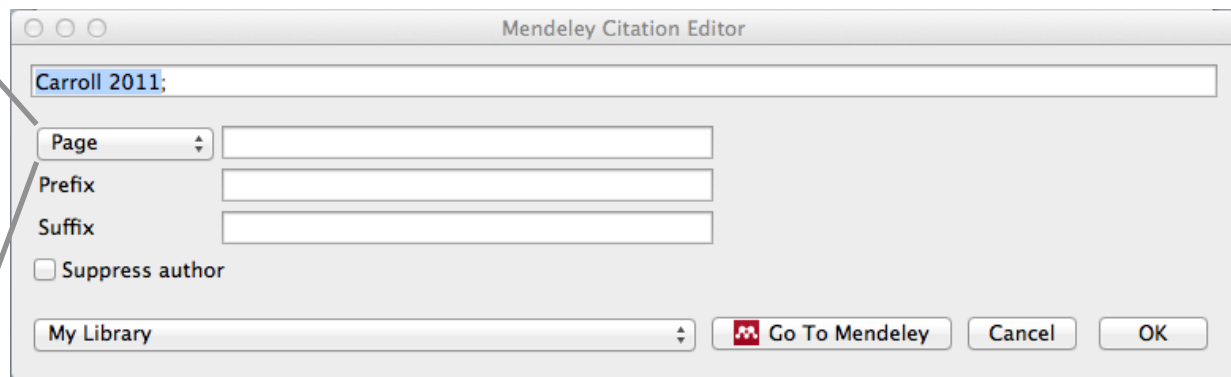 Mendeley Citation Editor
Carroll 2011;
Page
Prefix
Suffix
Suppress author
My Library Go To Mendeley Cancel OK